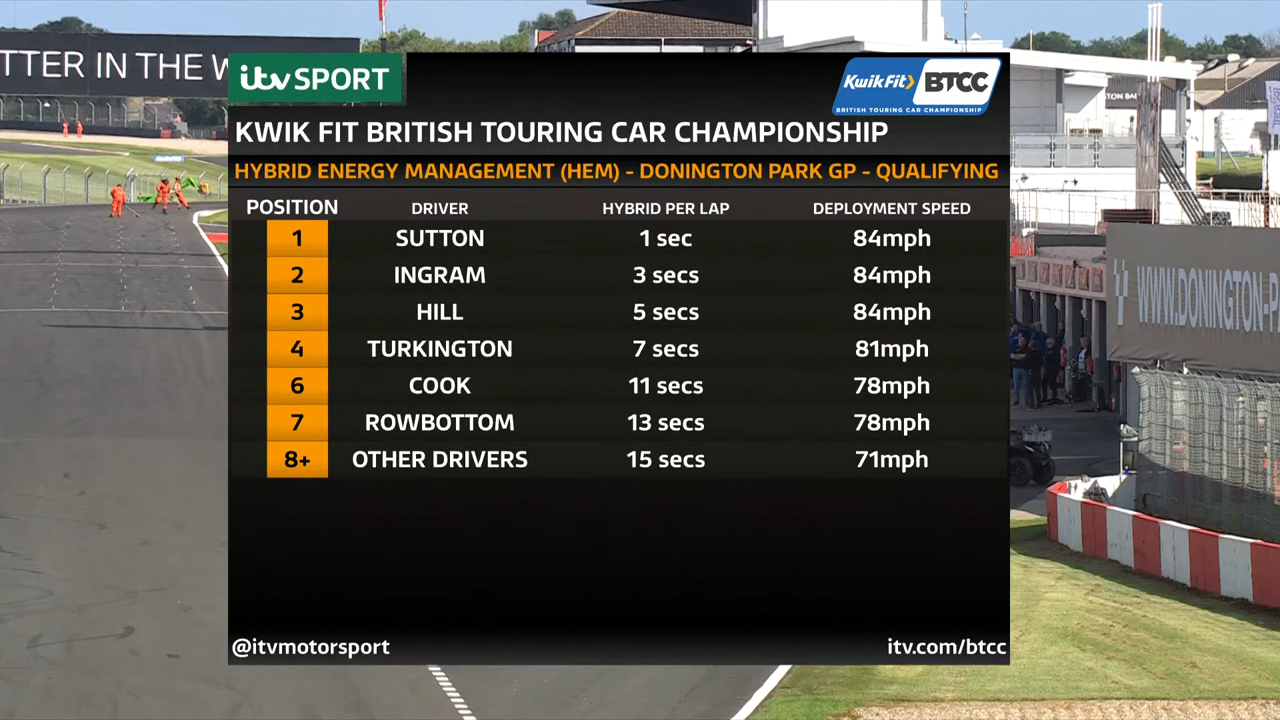 TTER IN THE W
itv SPORT
KwikFit BTCC
BRITISH TOURING CAR CHAMPIONSHIP
KWIK FIT BRITISH TOURING CAR CHAMPIONSHIP
HYBRID ENERGY MANAGEMENT (HEM) - DONINGTON PARK GP - QUALIFYING
POSITION DRIVER HYBRID PER LAP DEPLOYMENT SPEED
1 SUTTON 1 sec 84mph
2 INGRAM 3 secs 84mph
3 HILL 5 secs 84mph
4 TURKINGTON 7 secs 81mph
6 COOK 11 secs 78mph
7 ROWBOTTOM 13 secs 78mph
8+ OTHER DRIVERS 15 secs 71mph
WWW.DONINGTON-P
@itvmotorsport itv.com/btcc